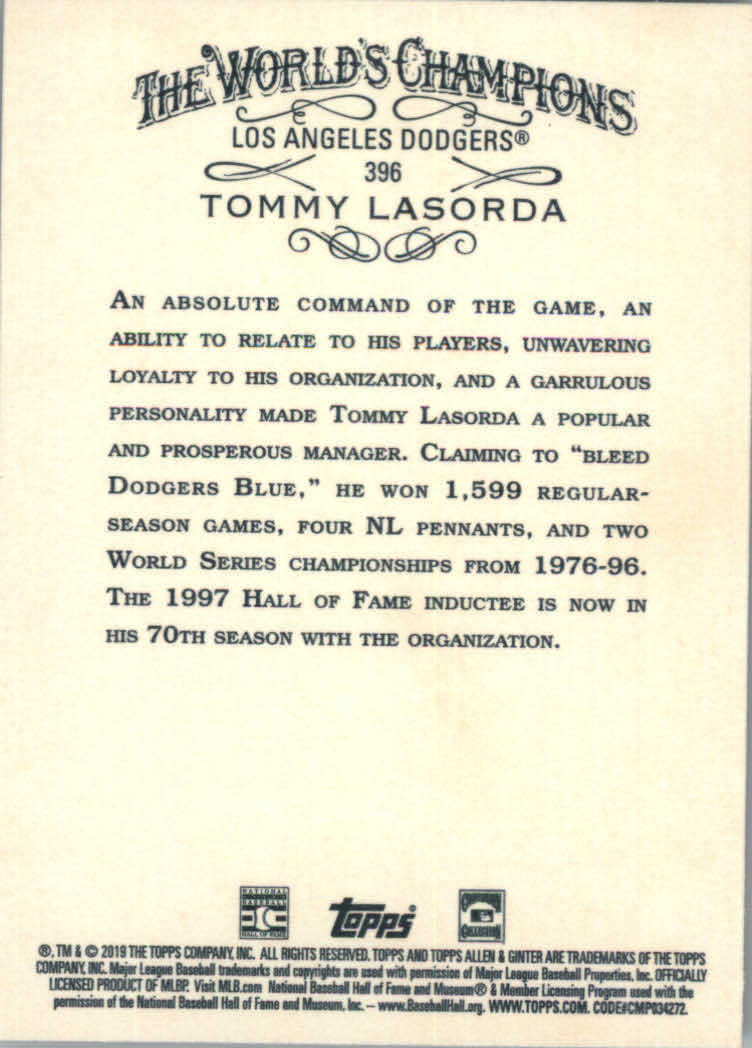 THE WORLD'S CHAMPIONS
LOS ANGELES DODGERS®
396
TOMMY LASORDA
AN ABSOLUTE COMMAND OF THE GAME, AN
ABILITY TO RELATE TO HIS PLAYERS, UNWAVERING
LOYALTY TO HIS ORGANIZATION, AND A GARRULOUS
PERSONALITY MADE TOMMY LASORDA A POPULAR
AND PROSPEROUS MANAGER. CLAIMING TO "BLEED
DODGERS BLUE," HE WON 1,599 REGULAR-
SEASON GAMES, FOUR NL PENNANTS, AND TWO
WORLD SERIES CHAMPIONSHIPS FROM 1976-96.
THE 1997 HALL OF FAME INDUCTEE IS NOW IN
HIS 70TH SEASON WITH THE ORGANIZATION.
NATIONAL
BASEBALL
HALL OF FAME
Topps®
COOPERSTOWN
COLLECTION
®, TM & © 2019 THE TOPPS COMPANY, INC. ALL RIGHTS RESERVED. TOPPS AND TOPPS ALLEN & GINTER ARE TRADEMARKS OF THE TOPPS
COMPANY, INC. Major League Baseball trademarks and copyrights are used with permission of Major League Baseball Properties, Inc. OFFICIALLY
LICENSED PRODUCT OF MLBP. Visit MLB.com National Baseball Hall of Fame and Museum® & Member Licensing Program used with the
permission of the National Baseball Hall of Fame and Museum, Inc. – www.BaseballHall.org. WWW.TOPPS.COM. CODE#CMP034272.